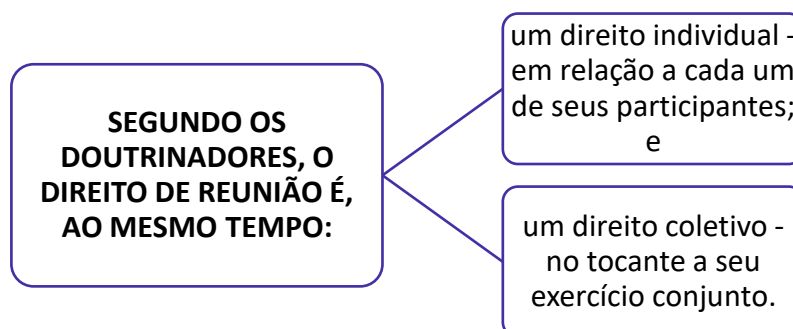 SEGUNDO OS
DOUTRINADORES, O
DIREITO DE REUNIÃO É,
AO MESMO TEMPO:
um direito individual -
em relação a cada um
de seus participantes;
e
um direito coletivo -
no tocante a seu
exercício conjunto.